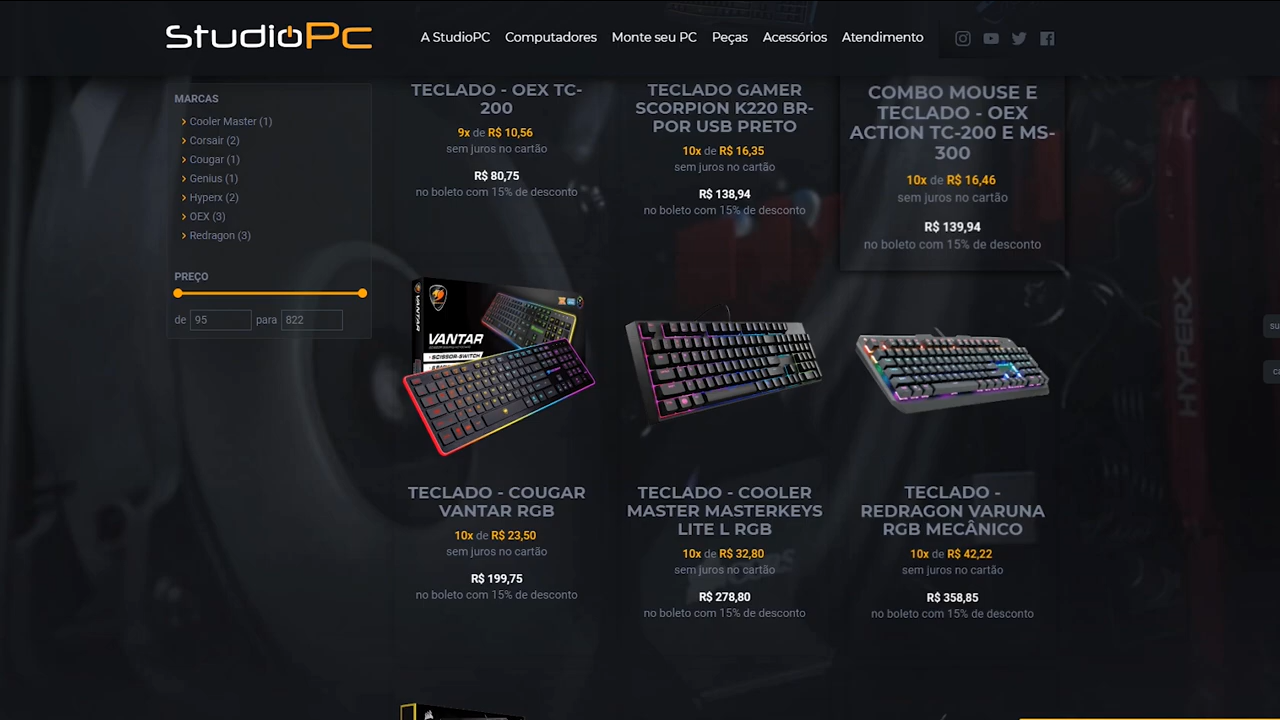 StudioPc
A StudioPC Computadores Monte seu PC Peças Acessórios Atendimento
MARCAS
Cooler Master (1)
Corsair (2)
Cougar (1)
Genius (1)
Hyperx (2)
OEX (3)
Redragon (3)
PREÇO
de 95 para 822
TECLADO - OEX TC-
200
9x de R$ 10,56
sem juros no cartão
R$ 80,75
no boleto com 15% de desconto
TECLADO GAMER
SCORPION K220 BR-
POR USB PRETO
10x de R$ 16,35
sem juros no cartão
R$ 138,94
no boleto com 15% de desconto
COMBO MOUSE E
TECLADO - OEX
ACTION TC-200 E MS-
300
10x de R$ 16,46
sem juros no cartão
R$ 139,94
no boleto com 15% de desconto
VANTAR
SCISSOR-SWITCH
TECLADO - COUGAR
VANTAR RGB
10x de R$ 23,50
sem juros no cartão
R$ 199,75
no boleto com 15% de desconto
TECLADO - COOLER
MASTER MASTERKEYS
LITE L RGB
10x de R$ 32,80
sem juros no cartão
R$ 278,80
no boleto com 15% de desconto
TECLADO -
REDRAGON VARUNA
RGB MECÂNICO
10x de R$ 42,22
sem juros no cartão
R$ 358,85
no boleto com 15% de desconto
HYPERX
su
ca